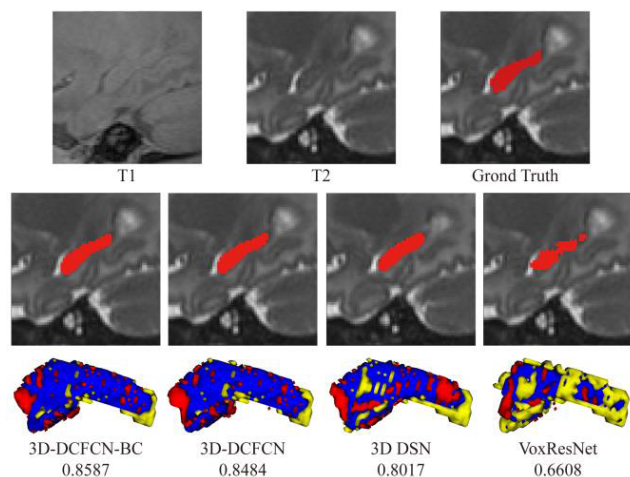 T1 T2 Grond Truth
3D-DCFCN-BC 3D-DCFCN 3D DSN VoxResNet
0.8587 0.8484 0.8017 0.6608